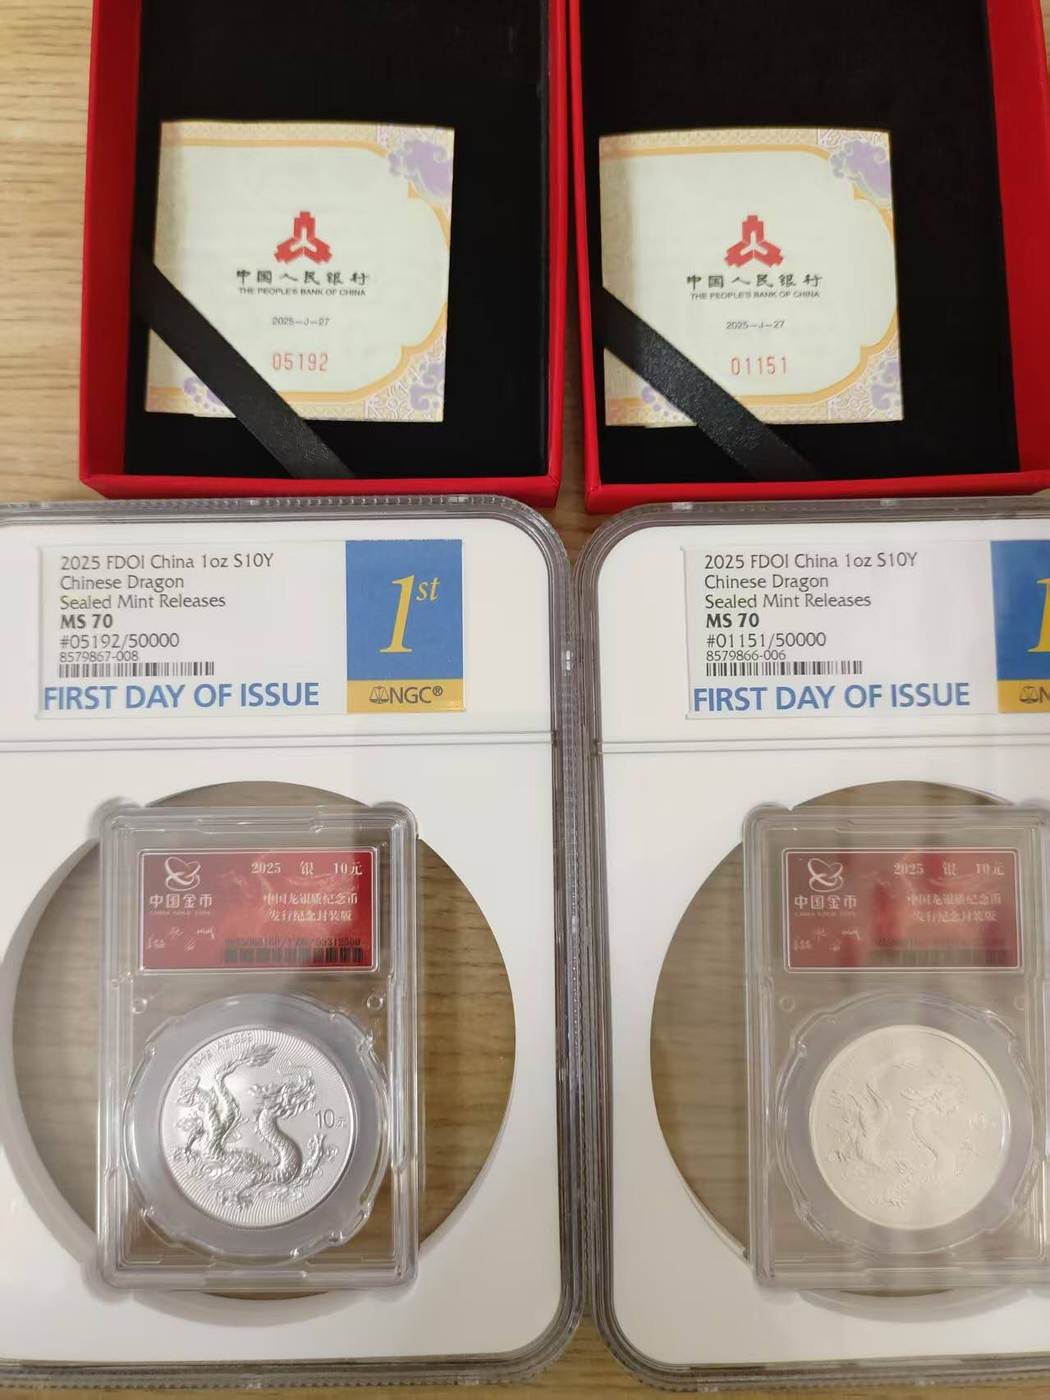 中国人民银行
THE PEOPLE'S BANK OF CHINA
2025-J-27
05192
中国人民银行
THE PEOPLE'S BANK OF CHINA
2025-J-27
01151
2025 FDOI China 1oz S10Y
Chinese Dragon
Sealed Mint Releases
MS 70
#05192/50000
8579867-008
FIRST DAY OF ISSUE
1st
NGC®
2025 FDOI China 1oz S10Y
Chinese Dragon
Sealed Mint Releases
MS 70
#01151/50000
8579866-006
FIRST DAY OF ISSUE
1
N
中国金币
CHINA GOLD COIN
2025 银 10元
中国龙银质纪念币
发行纪念封装版
10元
中国金币
CHINA GOLD COIN
2025 银 10元
中国龙银质纪念币
发行纪念封装版